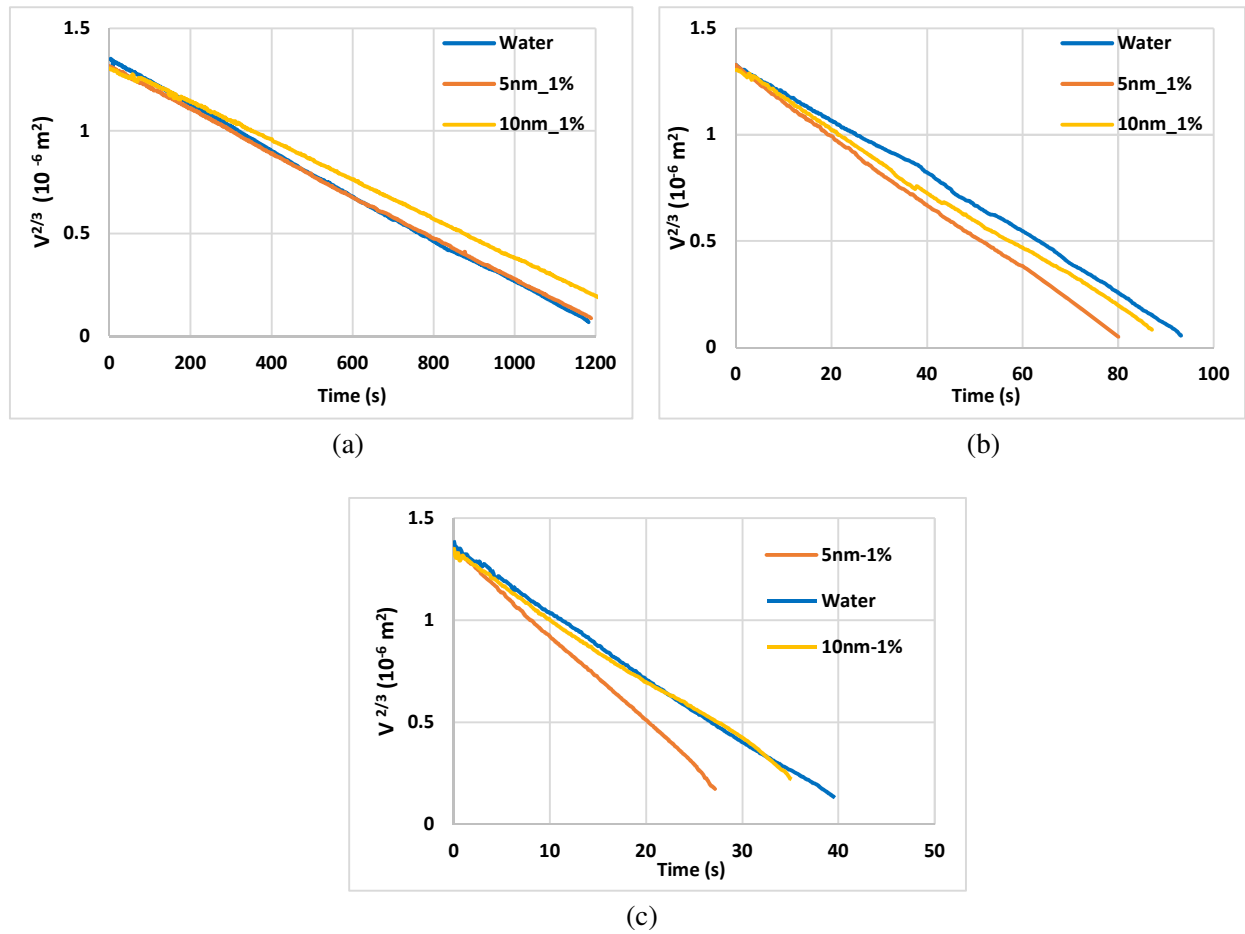 1.5
1
0.5
0
V2/3 (10 -6 m2)
0 200 400 600 800 1000 1200
Time (s)
Water
5nm_1%
10nm_1%
(a)
1.5
1
0.5
0
V2/3 (10-6 m2)
0 20 40 60 80 100
Time (s)
Water
5nm_1%
10nm_1%
(b)
1.5
1
0.5
0
V 2/3 (10-6 m2)
0 10 20 30 40 50
Time (s)
5nm-1%
Water
10nm-1%
(c)